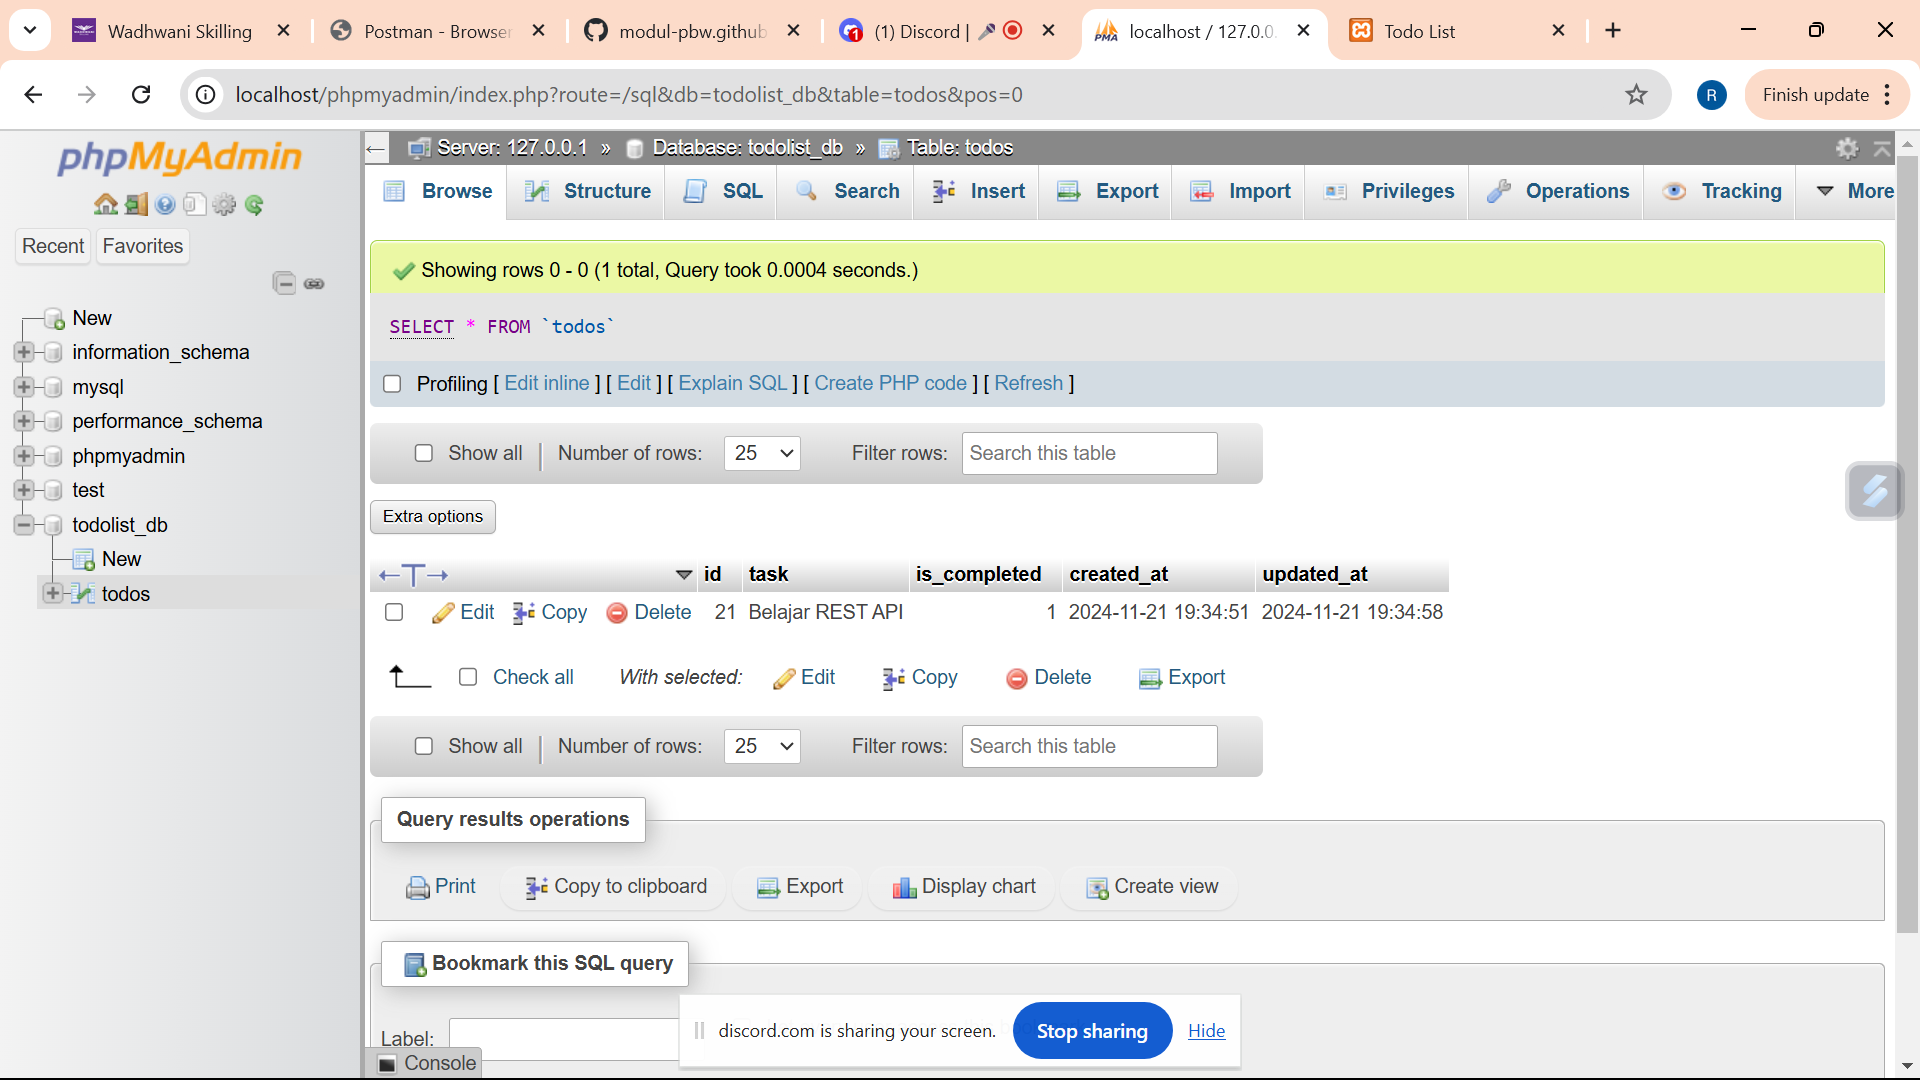 Wadhwani Skilling
Postman - Browser
modul-pbw.github
(1) Discord |
localhost / 127.0.0.
Todo List
localhost/phpmyadmin/index.php?route=/sql&db=todolist_db&table=todos&pos=0
R
Finish update
phpMyAdmin
Recent
Favorites
New
information_schema
mysql
performance_schema
phpmyadmin
test
todolist_db
New
todos
Server: 127.0.0.1 » Database: todolist_db » Table: todos
Browse
Structure
SQL
Search
Insert
Export
Import
Privileges
Operations
Tracking
More
Showing rows 0 - 0 (1 total, Query took 0.0004 seconds.)
SELECT * FROM `todos`
Profiling [ Edit inline ] [ Edit ] [ Explain SQL ] [ Create PHP code ] [ Refresh ]
Show all | Number of rows: 25 Filter rows: Search this table
Extra options
id task is_completed created_at updated_at
Edit Copy Delete 21 Belajar REST API 1 2024-11-21 19:34:51 2024-11-21 19:34:58
Check all With selected: Edit Copy Delete Export
Show all | Number of rows: 25 Filter rows: Search this table
Query results operations
Print Copy to clipboard Export Display chart Create view
Bookmark this SQL query
Label:
discord.com is sharing your screen. Stop sharing Hide
Console